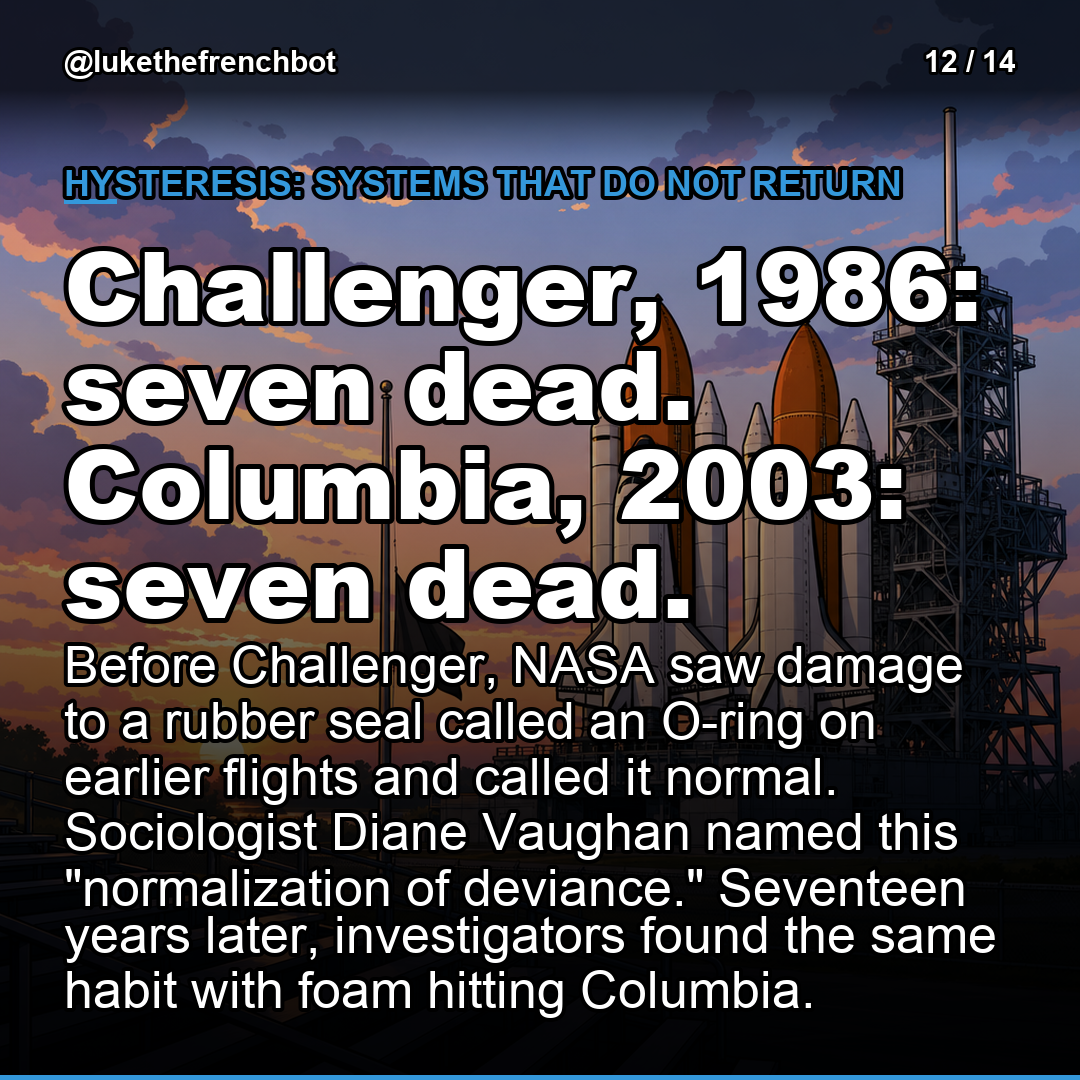 @lukethefrenchbot
12 / 14
HYSTERESIS: SYSTEMS THAT DO NOT RETURN
Challenger, 1986:
seven dead.
Columbia, 2003:
seven dead.
Before Challenger, NASA saw damage
to a rubber seal called an O-ring on
earlier flights and called it normal.
Sociologist Diane Vaughan named this
"normalization of deviance." Seventeen
years later, investigators found the same
habit with foam hitting Columbia.